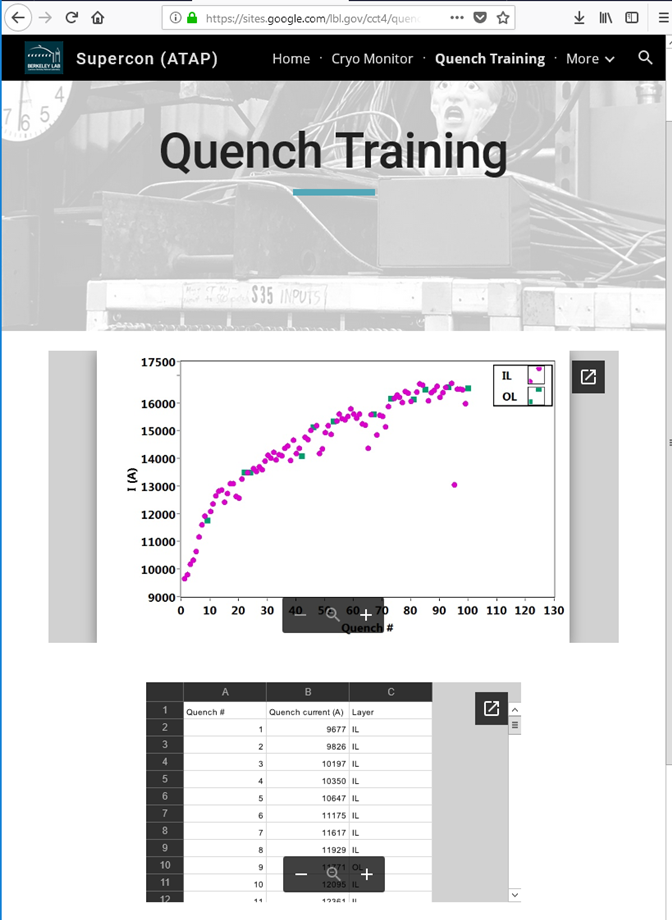 https://sites.google.com/lbl.gov/cct4/quen
BERKELEY LAB
Supercon (ATAP)
Home · Cryo Monitor · Quench Training · More
7 6 5 4
Quench Training
S35 INPUTS
17500
16000
15000
14000
13000
12000
11000
10000
9000
I (A)
IL
OL
0 10 20 30 40 50 60 70 80 90 100 110 120 130
Quench #
A B C
1 Quench # Quench current (A) Layer
2 1 9677 IL
3 2 9826 IL
4 3 10197 IL
5 4 10350 IL
6 5 10647 IL
7 6 11175 IL
8 7 11617 IL
9 8 11929 IL
10 9 11771 OL
11 10 12095 IL
12 11 12361 IL